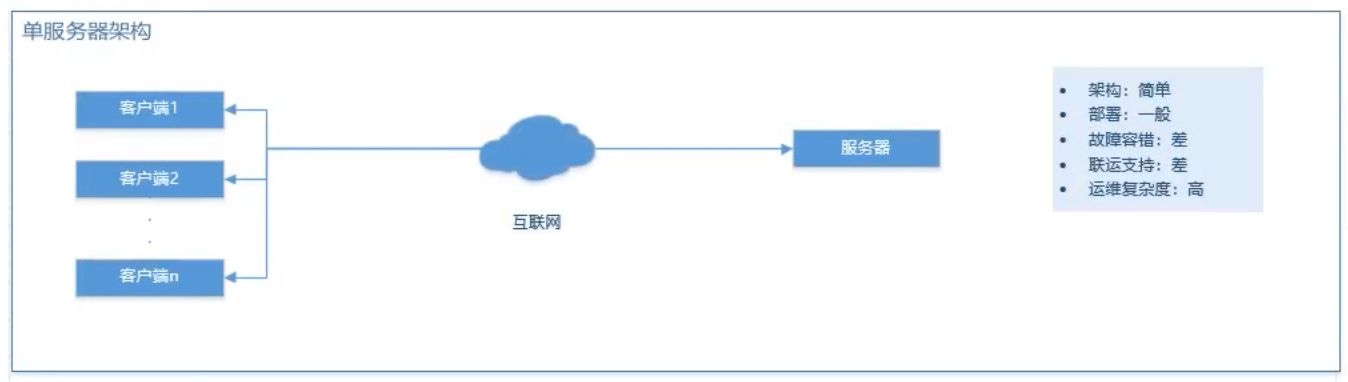 单服务器架构
客户端1
客户端2
.
.
客户端n
互联网
服务器
• 架构：简单
• 部署：一般
• 故障容错：差
• 联运支持：差
• 运维复杂度：高